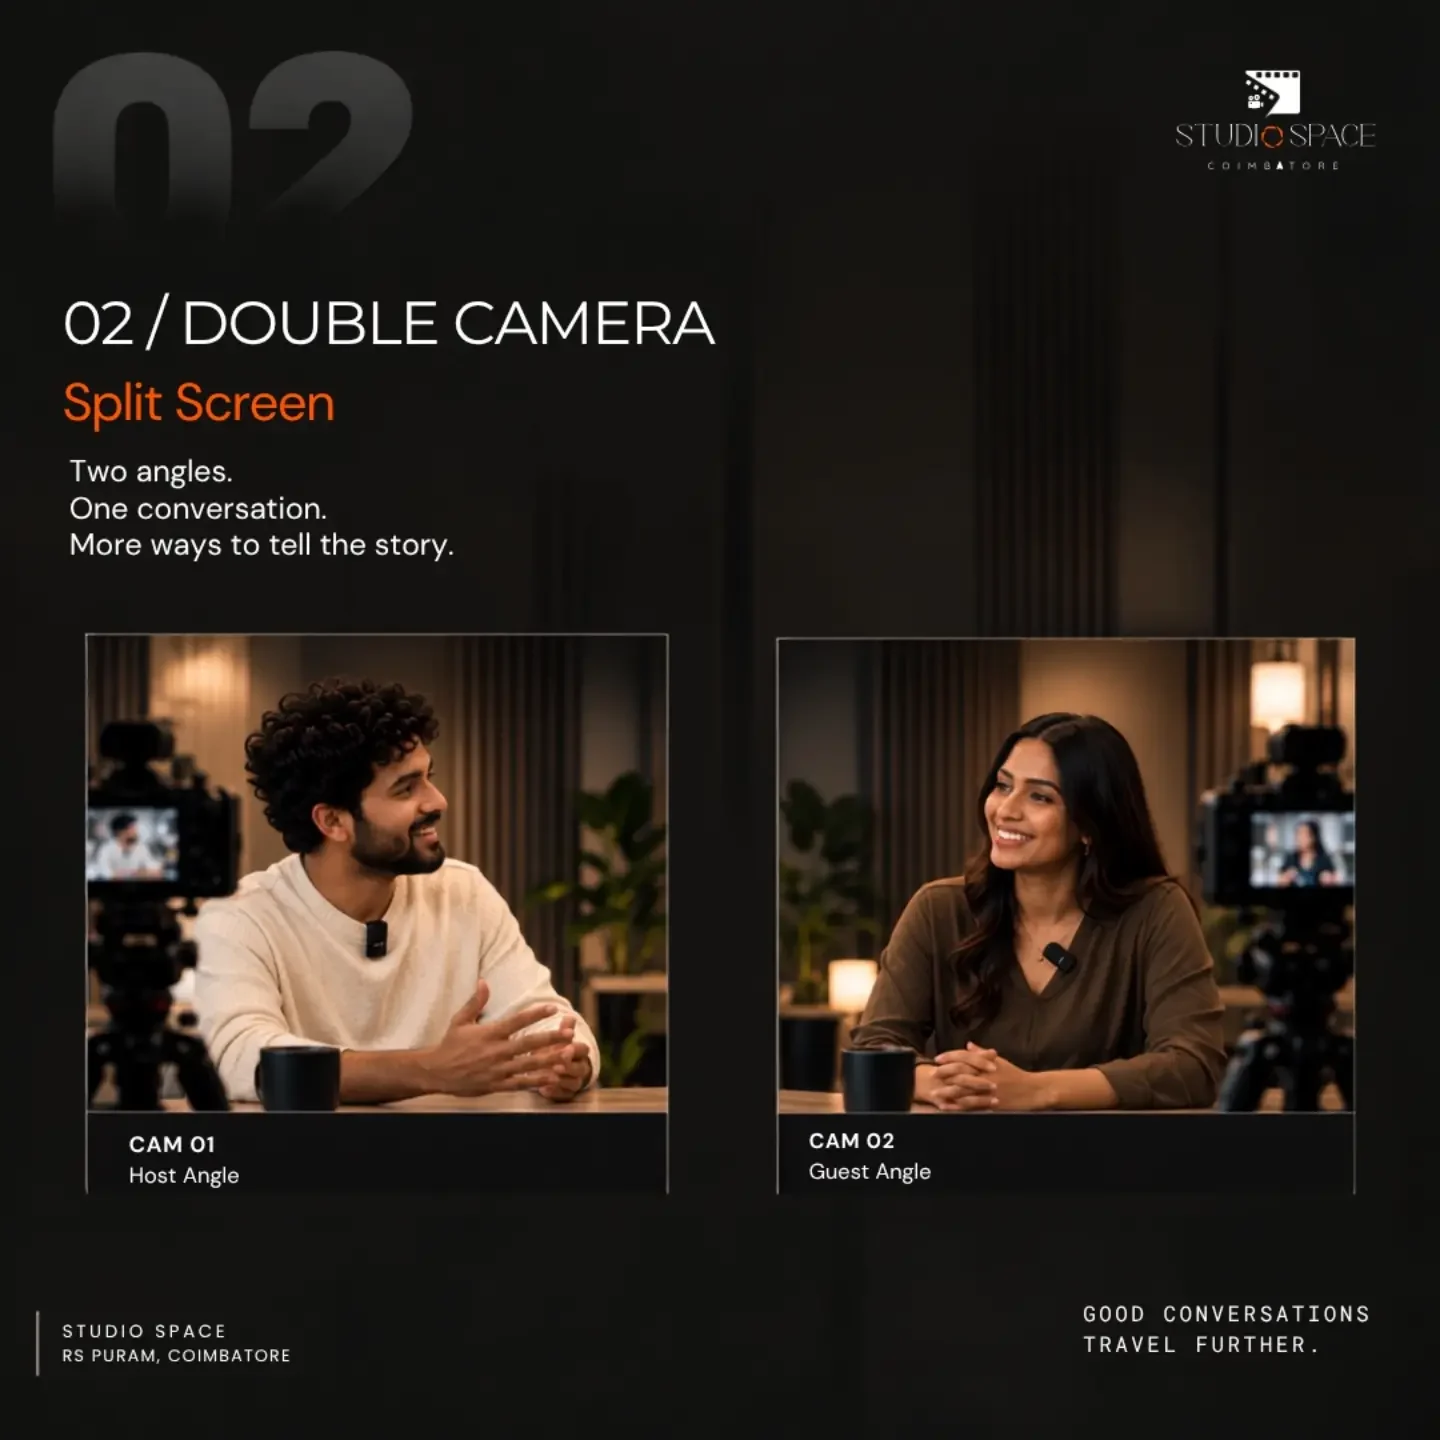 02
STUDIO SPACE
COIMBATORE
02 / DOUBLE CAMERA
Split Screen
Two angles.
One conversation.
More ways to tell the story.
CAM 01
Host Angle
CAM 02
Guest Angle
STUDIO SPACE
RS PURAM, COIMBATORE
GOOD CONVERSATIONS
TRAVEL FURTHER.